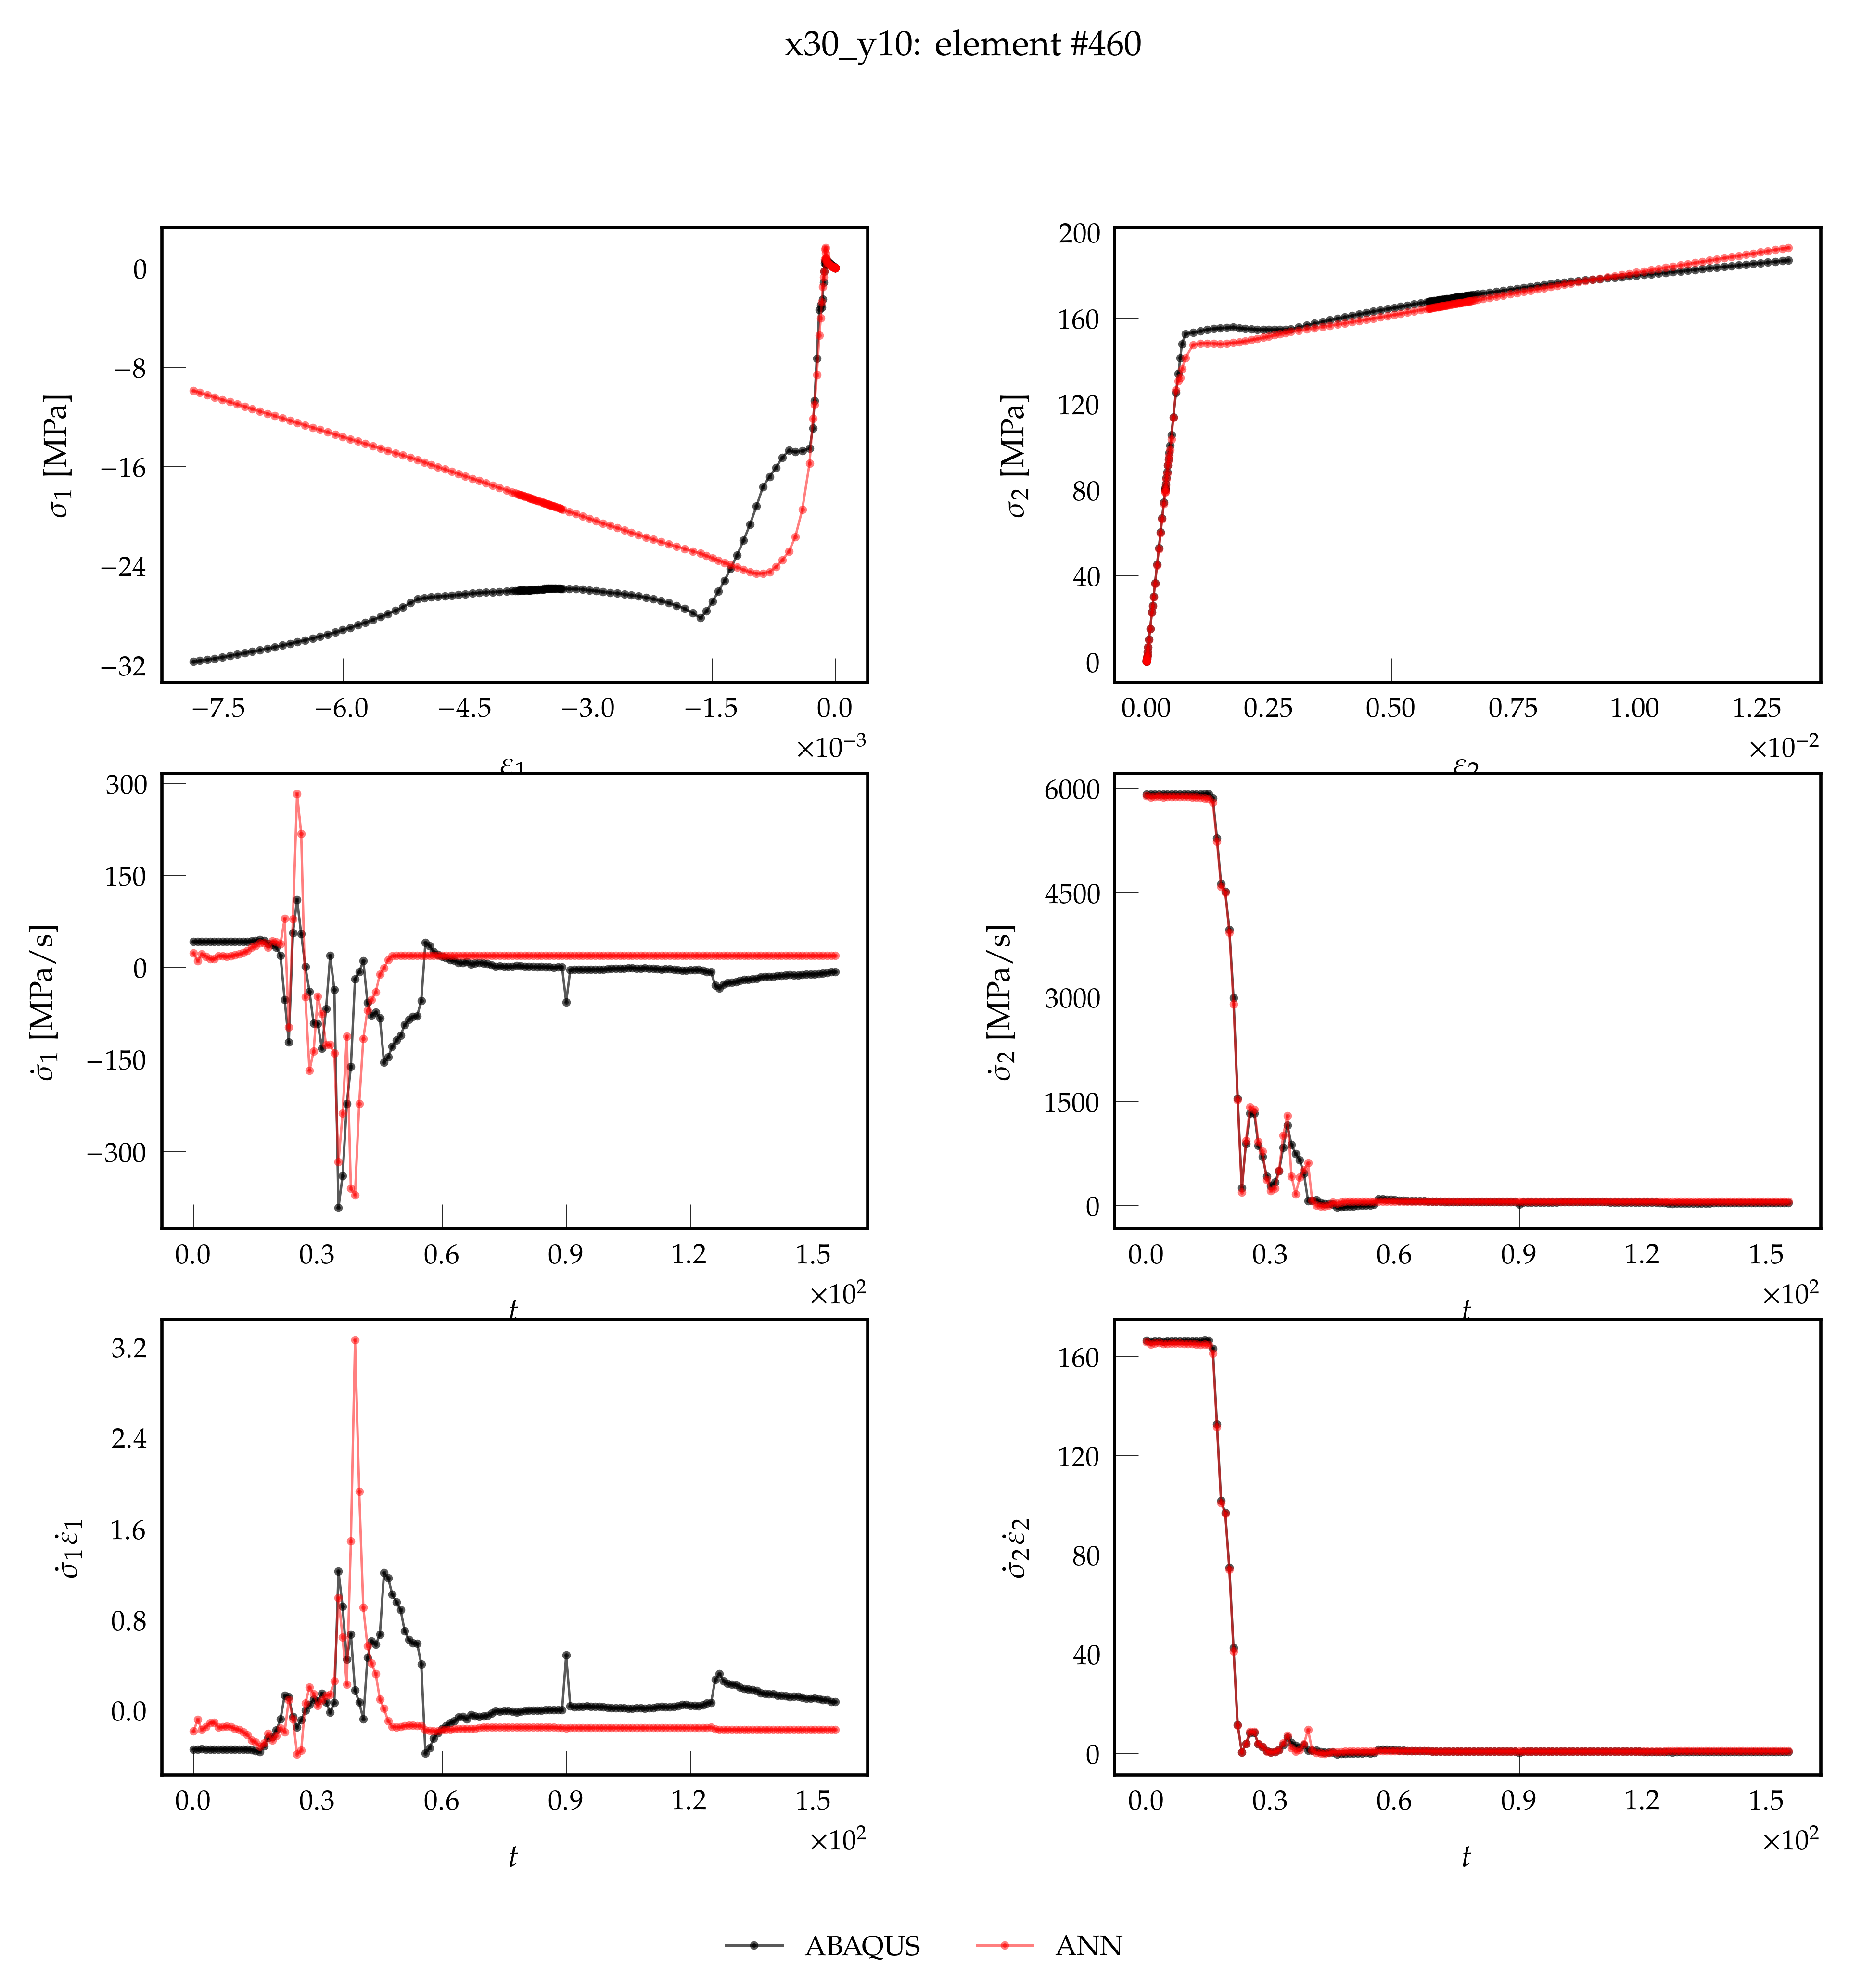 x30_y10: element #460
σ1 [MPa]
0
−8
−16
−24
−32
−7.5 −6.0 −4.5 −3.0 −1.5 0.0
×10−3
ε1
σ2 [MPa]
200
160
120
80
40
0
0.00 0.25 0.50 0.75 1.00 1.25
×10−2
ε2
σ̇1 [MPa/s]
300
150
0
−150
−300
0.0 0.3 0.6 0.9 1.2 1.5
×102
t
σ̇2 [MPa/s]
6000
4500
3000
1500
0
0.0 0.3 0.6 0.9 1.2 1.5
×102
t
σ̇1ε̇1
3.2
2.4
1.6
0.8
0.0
0.0 0.3 0.6 0.9 1.2 1.5
×102
t
σ̇2ε̇2
160
120
80
40
0
0.0 0.3 0.6 0.9 1.2 1.5
×102
t
ABAQUS ANN